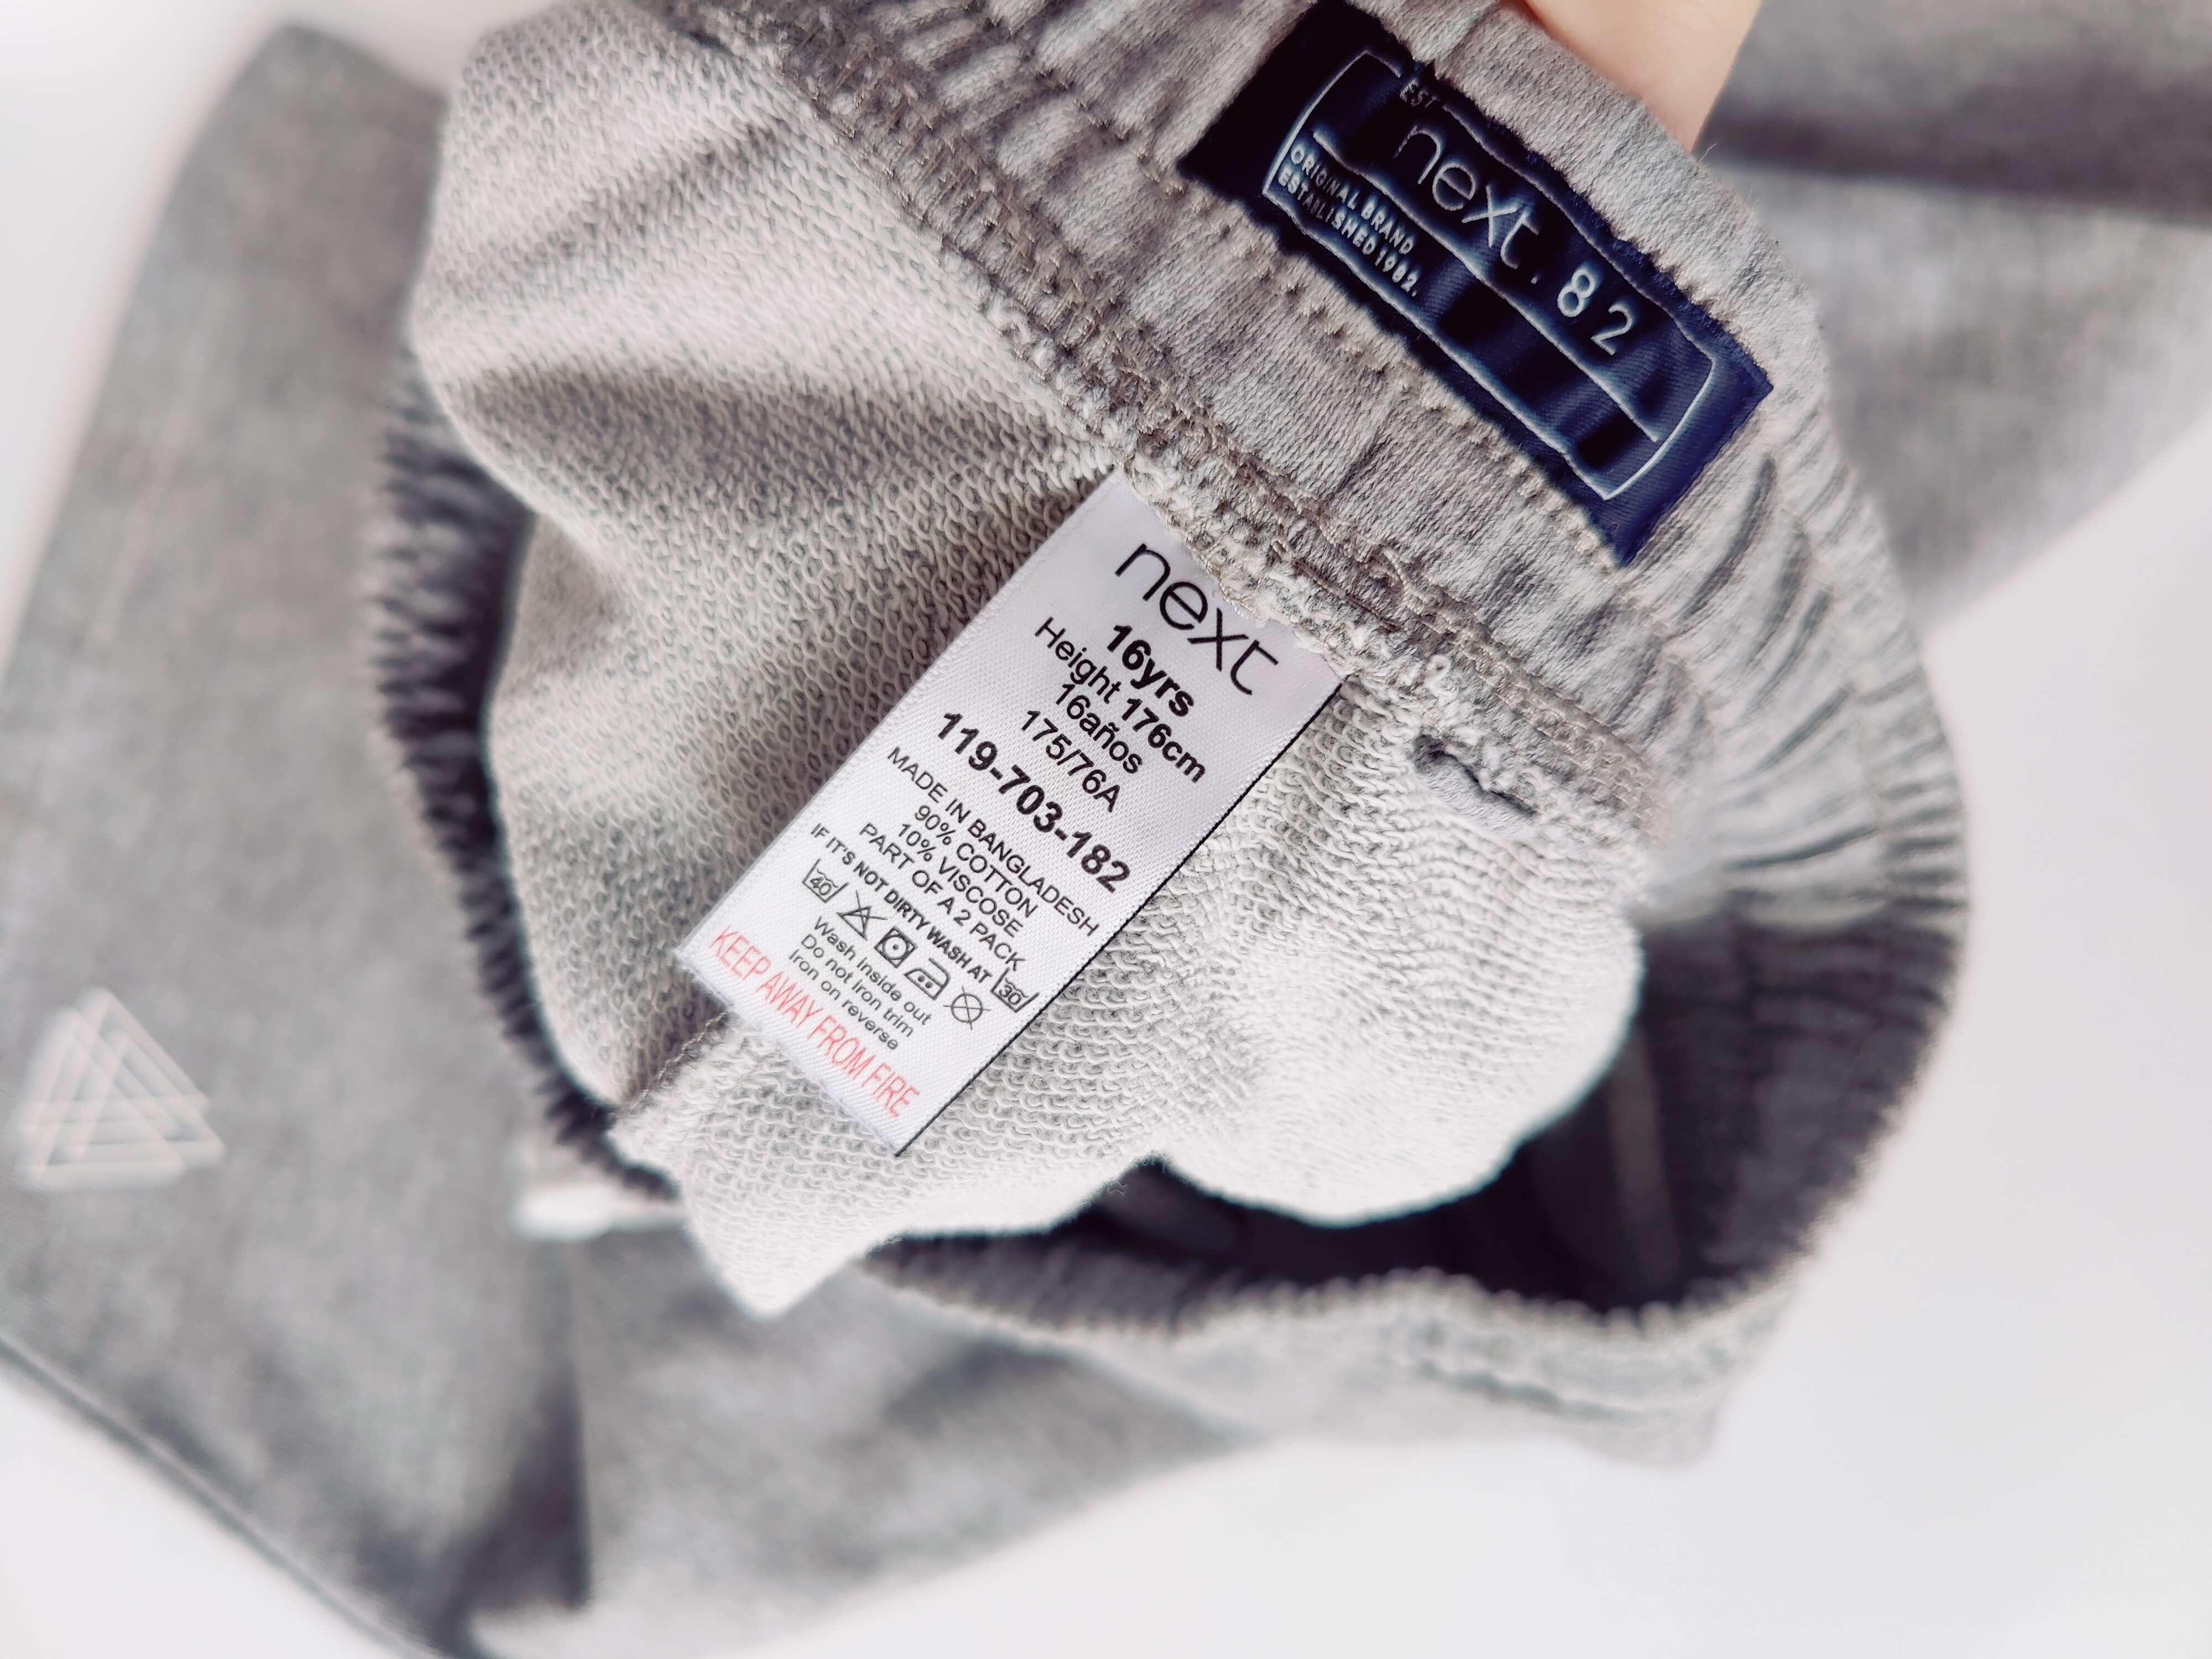 EST
next.82
ORIGINAL BRAND
ESTABLISHED 1982.
next
16yrs
Height 176cm
16años
175/76A
119-703-182
MADE IN BANGLADESH
90% COTTON
10% VISCOSE
PART OF A 2 PACK
IF IT'S NOT DIRTY WASH AT 30
40
Wash inside out
Do not iron trim
Iron on reverse
KEEP AWAY FROM FIRE